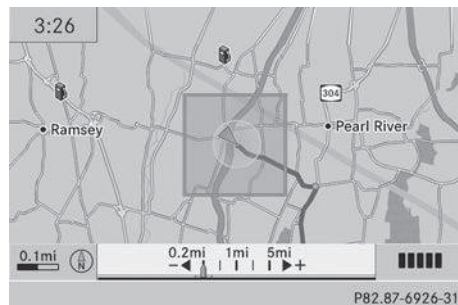 3:26
304
Ramsey
Pearl River
0.1mi
N
0.2mi 1mi 5mi
- +
P82.87-6926-31